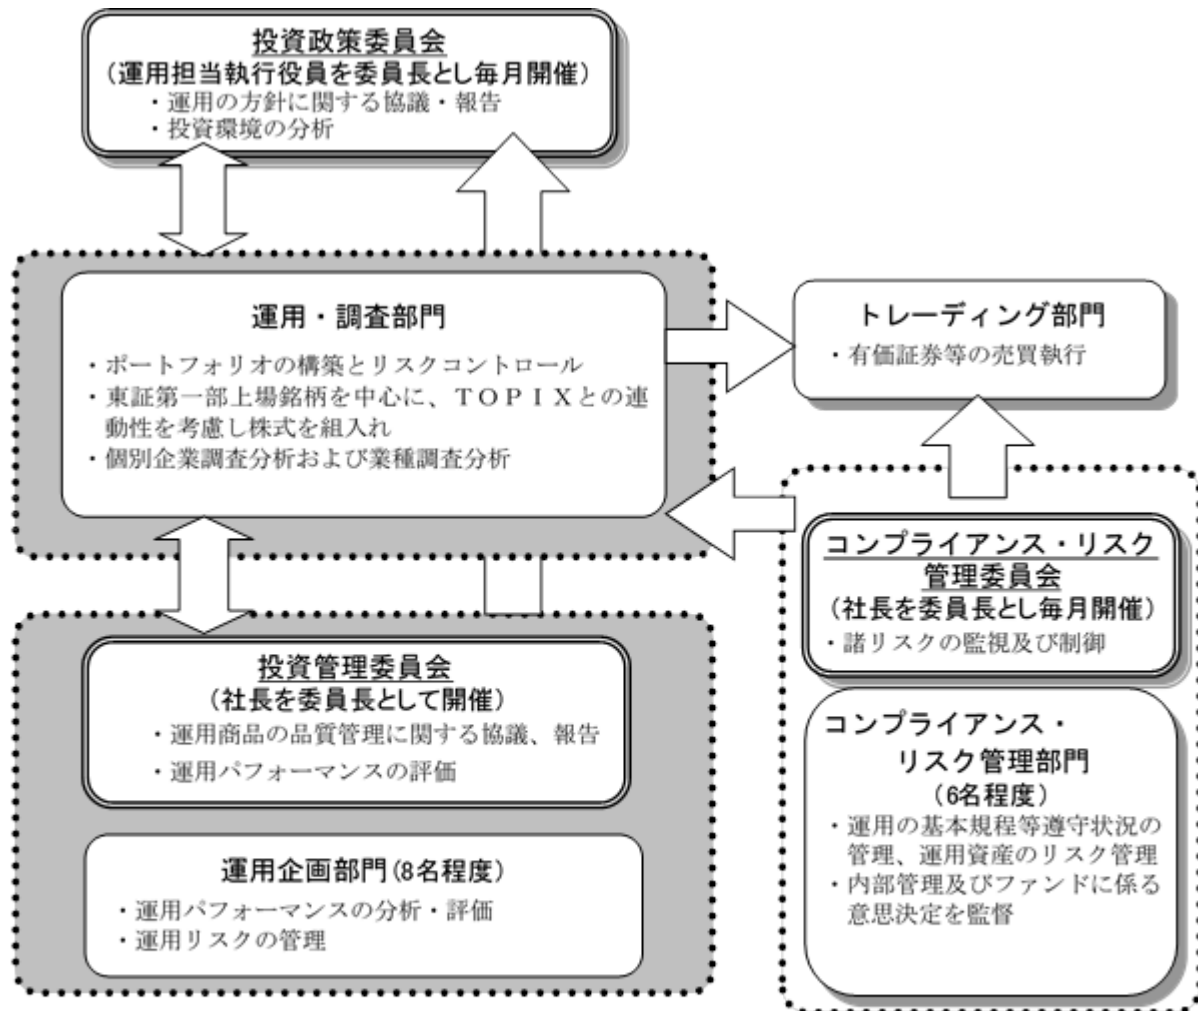 投資政策委員会
（運用担当執行役員を委員長とし毎月開催）
・運用の方針に関する協議・報告
・投資環境の分析
運用・調査部門
・ポートフォリオの構築とリスクコントロール
・東証第一部上場銘柄を中心に、ＴＯＰＩＸとの連
動性を考慮し株式を組入れ
・個別企業調査分析および業種調査分析
トレーディング部門
・有価証券等の売買執行
コンプライアンス・リスク
管理委員会
（社長を委員長とし毎月開催）
・諸リスクの監視及び制御
投資管理委員会
（社長を委員長として開催）
・運用商品の品質管理に関する協議、報告
・運用パフォーマンスの評価
運用企画部門（8名程度）
・運用パフォーマンスの分析・評価
・運用リスクの管理
コンプライアンス・
リスク管理部門
（6名程度）
・運用の基本規程等遵守状況の
管理、運用資産のリスク管理
・内部管理及びファンドに係る
意思決定を監督